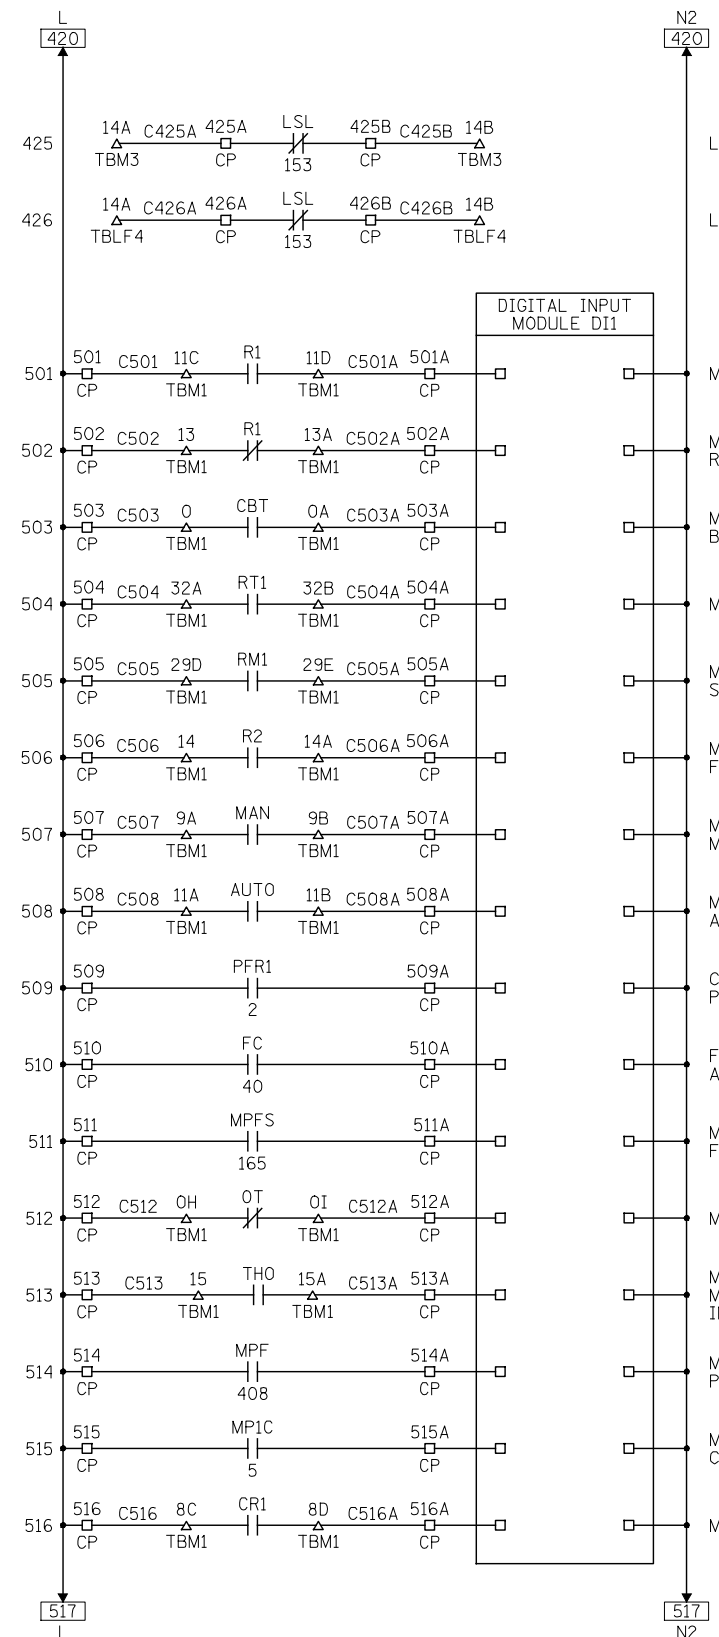 L N2
420 420
14A C425A 425A LSL 425B C425B 14B
425 L
TBM3 CP 153 CP TBM3
14A C426A 426A LSL 426B C426B 14B
426 L
TBLF4 CP 153 CP TBLF4
DIGITAL INPUT
MODULE DI1
501 C501 11C R1 11D C501A 501A
501 M
CP TBM1 TBM1 CP
502 C502 13 R1 13A C502A 502A M
502 R
CP TBM1 TBM1 CP
503 C503 0 CBT 0A C503A 503A M
503 B
CP TBM1 TBM1 CP
504 C504 32A RT1 32B C504A 504A
504 M
CP TBM1 TBM1 CP
505 C505 29D RM1 29E C505A 505A M
505 S
CP TBM1 TBM1 CP
506 C506 14 R2 14A C506A 506A M
506 F
CP TBM1 TBM1 CP
507 C507 9A MAN 9B C507A 507A M
507 M
CP TBM1 TBM1 CP
508 C508 11A AUTO 11B C508A 508A M
508 A
CP TBM1 TBM1 CP
509 PFR1 509A C
509 P
CP 2 CP
510 FC 510A F
510 A
CP 40 CP
511 MPFS 511A M
511 F
CP 165 CP
512 C512 OH OT OI C512A 512A
512 M
CP TBM1 TBM1 CP
513 C513 15 THO 15A C513A 513A M
513 M
CP TBM1 TBM1 CP
514 MPF 514A M
514 P
CP 408 CP
515 MP1C 515A M
515 C
CP 5 CP
516 C516 8C CR1 8D C516A 516A
516 M
CP TBM1 TBM1 CP
517 517
L N2